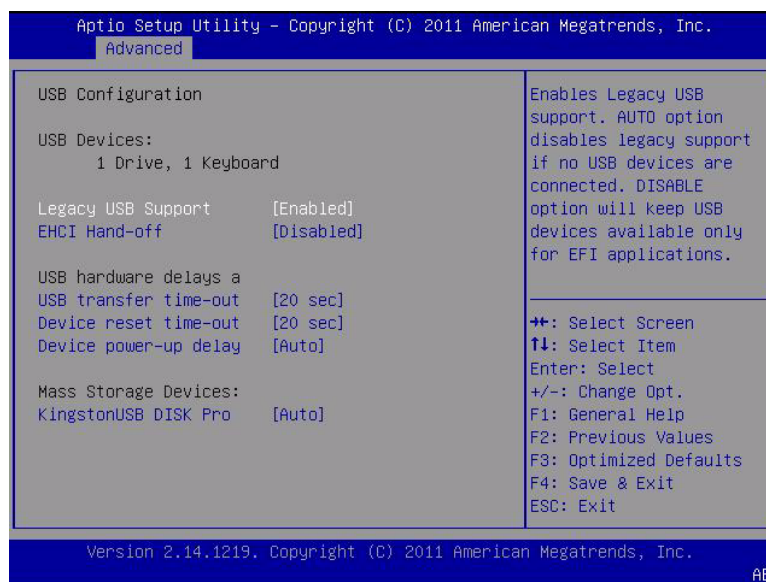 Aptio Setup Utility – Copyright (C) 2011 American Megatrends, Inc.
Advanced
USB Configuration
USB Devices:
1 Drive, 1 Keyboard
Legacy USB Support [Enabled]
EHCI Hand-off [Disabled]
USB hardware delays a
USB transfer time-out [20 sec]
Device reset time-out [20 sec]
Device power-up delay [Auto]
Mass Storage Devices:
KingstonUSB DISK Pro [Auto]
Enables Legacy USB
support. AUTO option
disables legacy support
if no USB devices are
connected. DISABLE
option will keep USB
devices available only
for EFI applications.
→←: Select Screen
↑↓: Select Item
Enter: Select
+/-: Change Opt.
F1: General Help
F2: Previous Values
F3: Optimized Defaults
F4: Save & Exit
ESC: Exit
Version 2.14.1219. Copyright (C) 2011 American Megatrends, Inc.